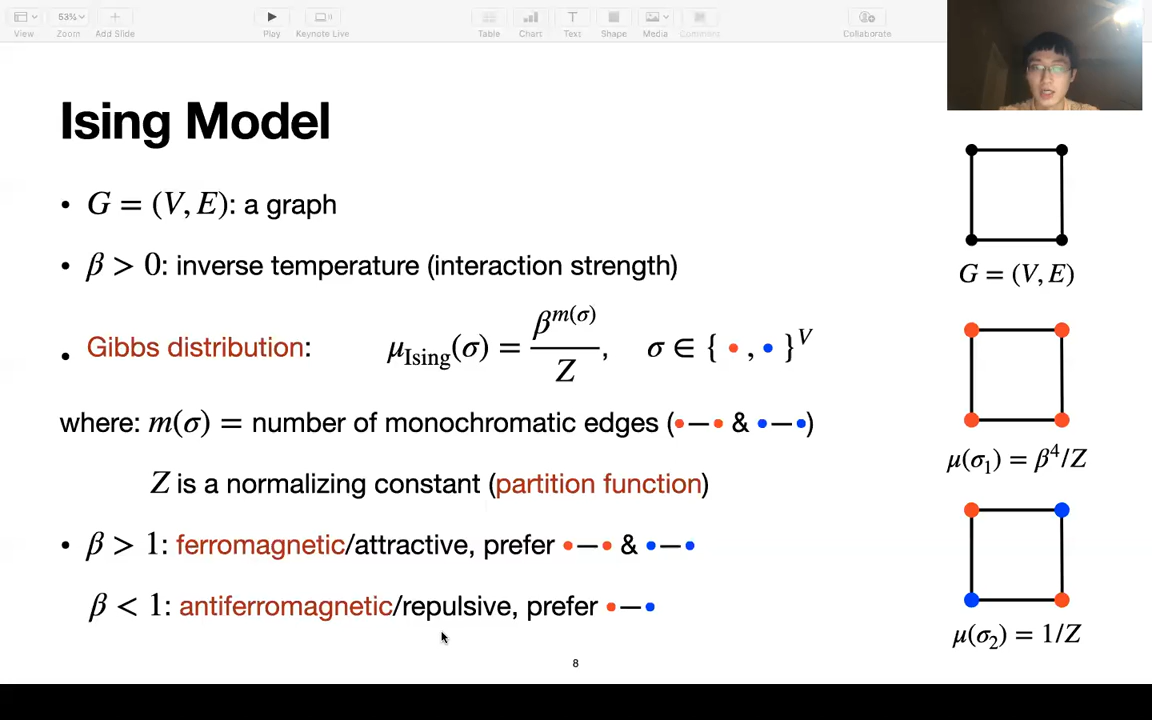 53%
View
Zoom
Add Slide
Play
Keynote Live
Table
Chart
Text
Shape
Media
Comment
Collaborate
Ising Model
• G = (V, E): a graph
• β > 0: inverse temperature (interaction strength)
• Gibbs distribution: μ_Ising(σ) = β^{m(σ)} / Z, σ ∈ { •, • }^V
where: m(σ) = number of monochromatic edges (•–• & •–•)
Z is a normalizing constant (partition function)
• β > 1: ferromagnetic/attractive, prefer •–• & •–•
β < 1: antiferromagnetic/repulsive, prefer •–•
G = (V, E)
μ(σ₁) = β⁴/Z
μ(σ₂) = 1/Z
8